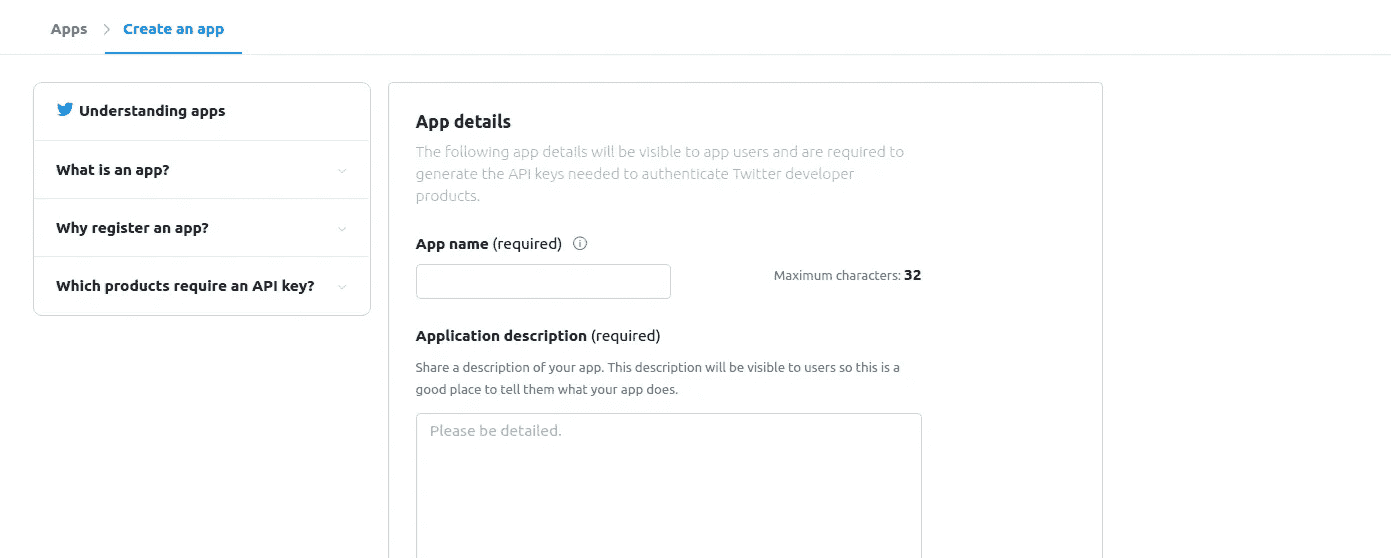 Apps
Create an app
Understanding apps
What is an app?
Why register an app?
Which products require an API key?
App details
The following app details will be visible to app users and are required to
generate the API keys needed to authenticate Twitter developer
products.
App name (required)
Maximum characters: 32
Application description (required)
Share a description of your app. This description will be visible to users so this is a
good place to tell them what your app does.
Please be detailed.